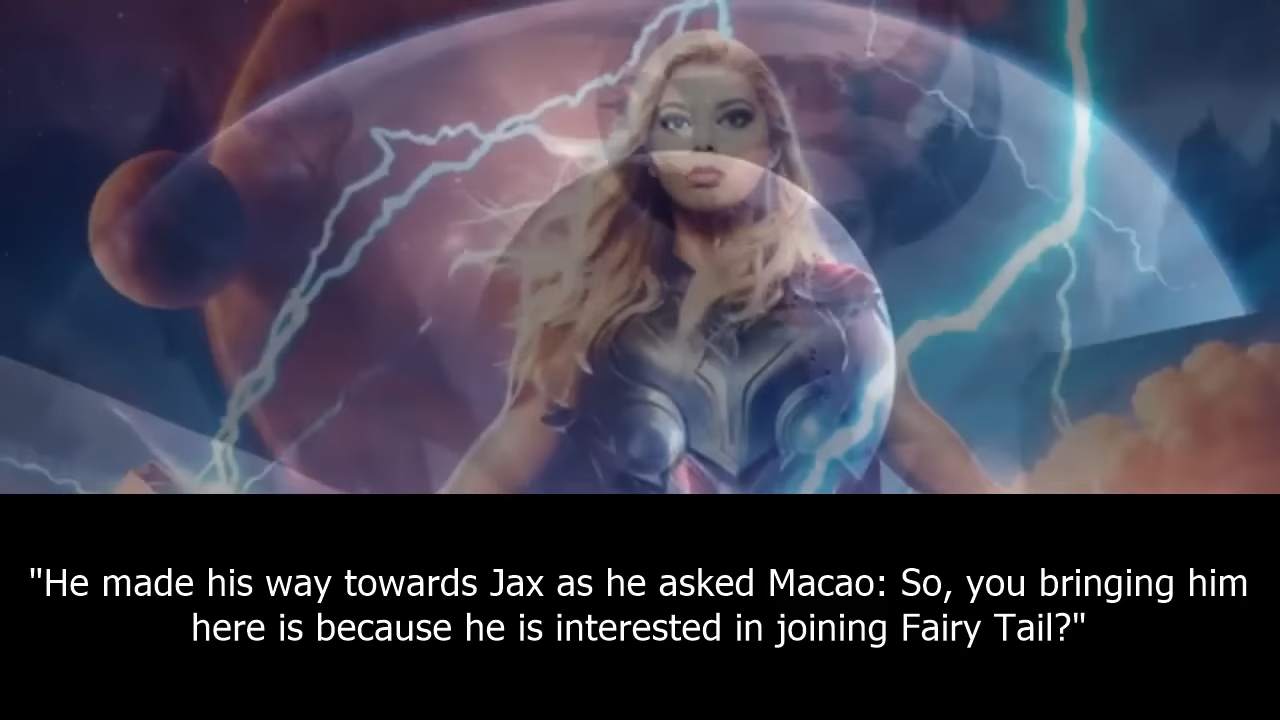 "He made his way towards Jax as he asked Macao: So, you bringing him
here is because he is interested in joining Fairy Tail?"